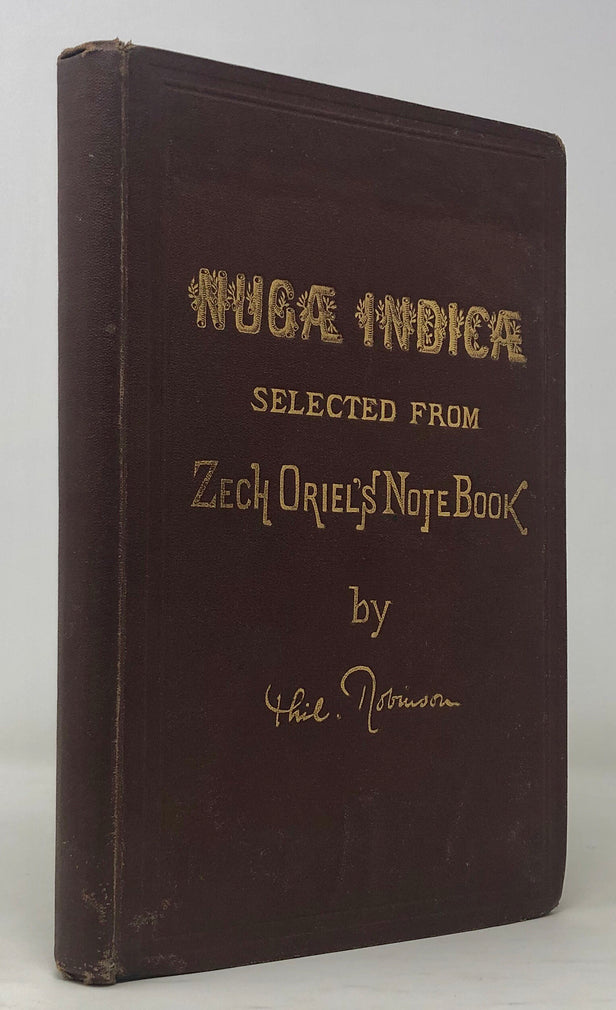 NUGÆ INDICÆ
SELECTED FROM
ZECH ORIEL'S NOTE BOOK
by
Phil. Robinson